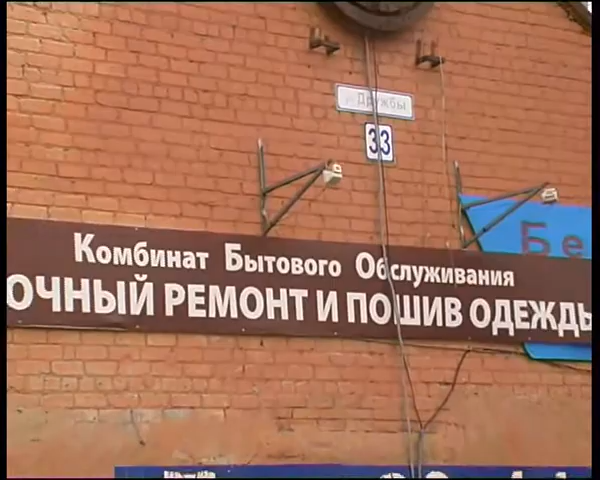 Дружбы
33
Комбинат Бытового Обслуживания
ОЧНЫЙ РЕМОНТ И ПОШИВ ОДЕЖДЫ
Бе